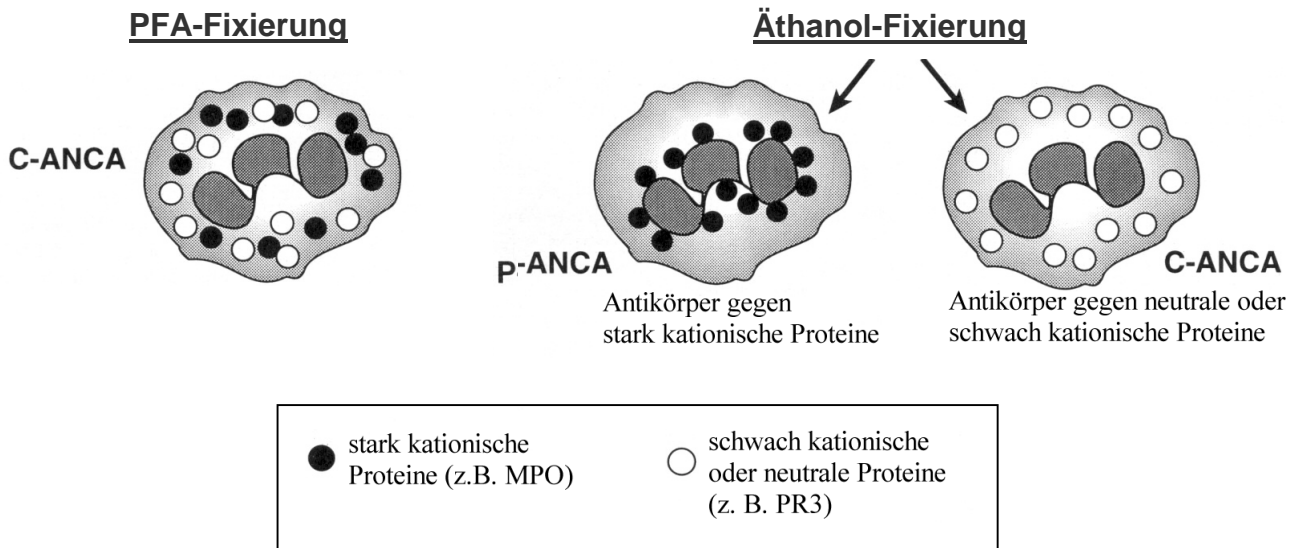 PFA-Fixierung
Äthanol-Fixierung
C-ANCA
P-ANCA
C-ANCA
Antikörper gegen
stark kationische Proteine
Antikörper gegen neutrale oder
schwach kationische Proteine
stark kationische
Proteine (z.B. MPO)
schwach kationische
oder neutrale Proteine
(z. B. PR3)